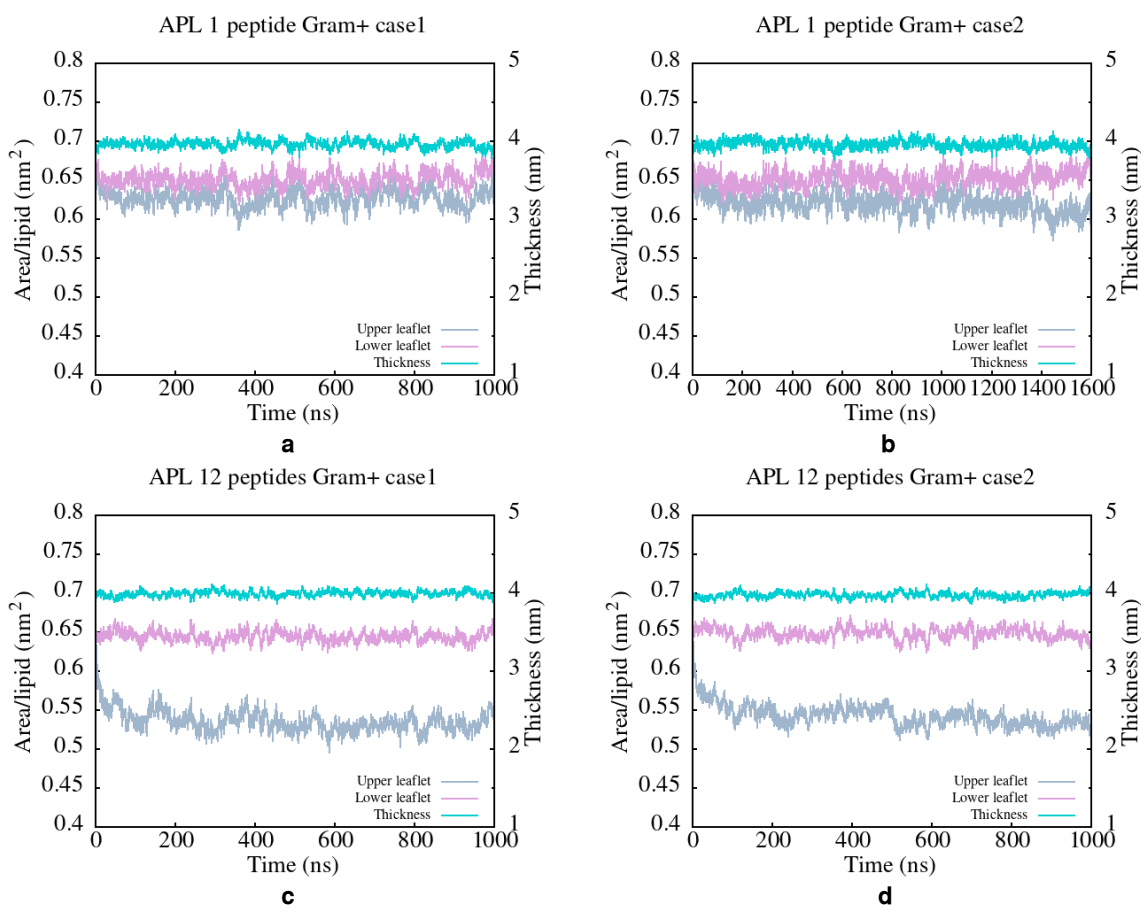 APL 1 peptide Gram+ case1
0.8
0.75
0.7
0.65
0.6
0.55
0.5
0.45
0.4
Area/lipid (nm²)
5
4
3
2
1
Thickness (nm)
Upper leaflet
Lower leaflet
Thickness
0 200 400 600 800 1000
Time (ns)
a
APL 1 peptide Gram+ case2
0.8
0.75
0.7
0.65
0.6
0.55
0.5
0.45
0.4
Area/lipid (nm²)
5
4
3
2
1
Thickness (nm)
Upper leaflet
Lower leaflet
Thickness
0 200 400 600 800 1000 1200 1400 1600
Time (ns)
b
APL 12 peptides Gram+ case1
0.8
0.75
0.7
0.65
0.6
0.55
0.5
0.45
0.4
Area/lipid (nm²)
5
4
3
2
1
Thickness (nm)
Upper leaflet
Lower leaflet
Thickness
0 200 400 600 800 1000
Time (ns)
c
APL 12 peptides Gram+ case2
0.8
0.75
0.7
0.65
0.6
0.55
0.5
0.45
0.4
Area/lipid (nm²)
5
4
3
2
1
Thickness (nm)
Upper leaflet
Lower leaflet
Thickness
0 200 400 600 800 1000
Time (ns)
d